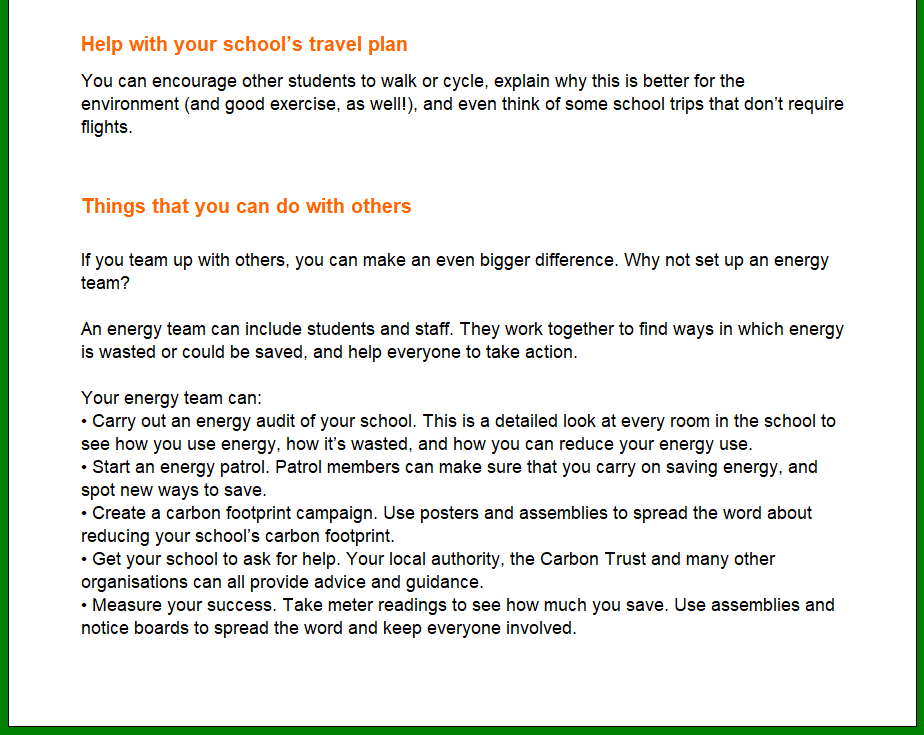 Help with your school’s travel plan
You can encourage other students to walk or cycle, explain why this is better for the
environment (and good exercise, as well!), and even think of some school trips that don’t require
flights.
Things that you can do with others
If you team up with others, you can make an even bigger difference. Why not set up an energy
team?
An energy team can include students and staff. They work together to find ways in which energy
is wasted or could be saved, and help everyone to take action.
Your energy team can:
• Carry out an energy audit of your school. This is a detailed look at every room in the school to
see how you use energy, how it’s wasted, and how you can reduce your energy use.
• Start an energy patrol. Patrol members can make sure that you carry on saving energy, and
spot new ways to save.
• Create a carbon footprint campaign. Use posters and assemblies to spread the word about
reducing your school’s carbon footprint.
• Get your school to ask for help. Your local authority, the Carbon Trust and many other
organisations can all provide advice and guidance.
• Measure your success. Take meter readings to see how much you save. Use assemblies and
notice boards to spread the word and keep everyone involved.